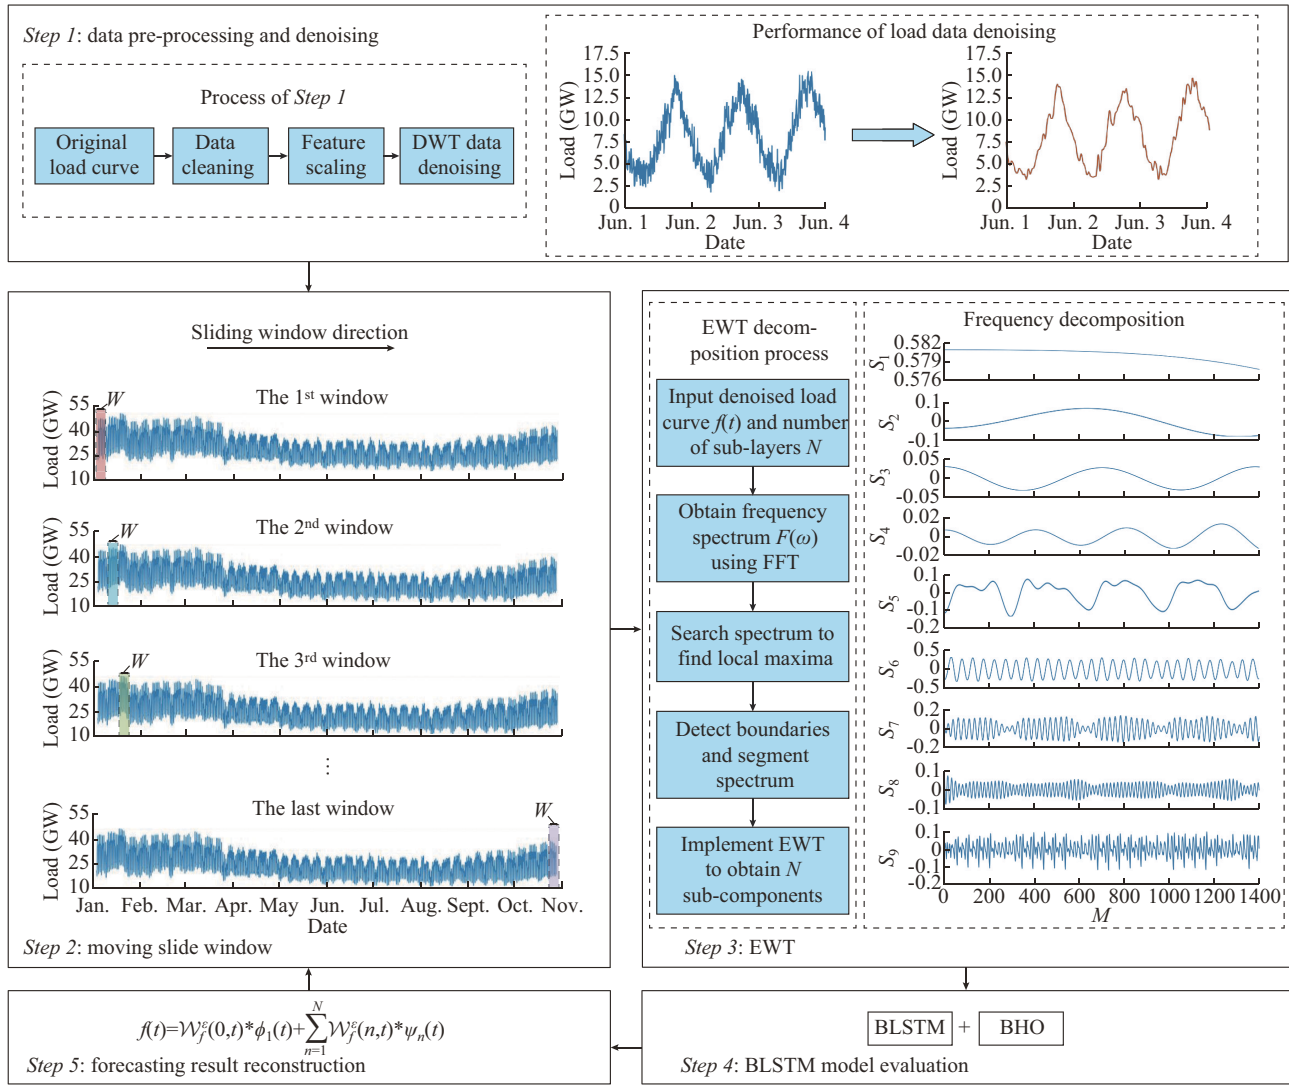 Step 1: data pre-processing and denoising
Process of Step 1
Original
load curve
Data
cleaning
Feature
scaling
DWT data
denoising
Performance of load data denoising
Load (GW)
17.5
15.0
12.5
10.0
7.5
5.0
2.5
0
Jun. 1 Jun. 2 Jun. 3 Jun. 4
Date
Load (GW)
17.5
15.0
12.5
10.0
7.5
5.0
2.5
0
Jun. 1 Jun. 2 Jun. 3 Jun. 4
Date
Sliding window direction
The 1st window
W
Load (GW)
55
40
25
10
The 2nd window
W
Load (GW)
55
40
25
10
The 3rd window
W
Load (GW)
55
40
25
10
⋮
The last window
W
Load (GW)
55
40
25
10
Jan. Feb. Mar. Apr. May Jun. Jul. Aug. Sept. Oct. Nov.
Date
Step 2: moving slide window
EWT decom-
position process
Input denoised load
curve f(t) and number
of sub-layers N
Obtain frequency
spectrum F(ω)
using FFT
Search spectrum to
find local maxima
Detect boundaries
and segment
spectrum
Implement EWT
to obtain N
sub-components
Frequency decomposition
S1
0.582
0.579
0.576
S2
0.1
0
-0.1
S3
0.05
0
-0.05
S4
0.02
0
-0.02
S5
0.1
0
-0.1
-0.2
S6
0.5
0
-0.5
S7
0.2
0
-0.2
S8
0.1
0
-0.1
S9
0.1
0
-0.1
-0.2
0 200 400 600 800 1000 1200 1400
M
Step 3: EWT
BLSTM + BHO
Step 4: BLSTM model evaluation
f(t)=𝒲_f^ε(0,t)*ϕ_1(t)+∑_{n=1}^{N}𝒲_f^ε(n,t)*ψ_n(t)
Step 5: forecasting result reconstruction